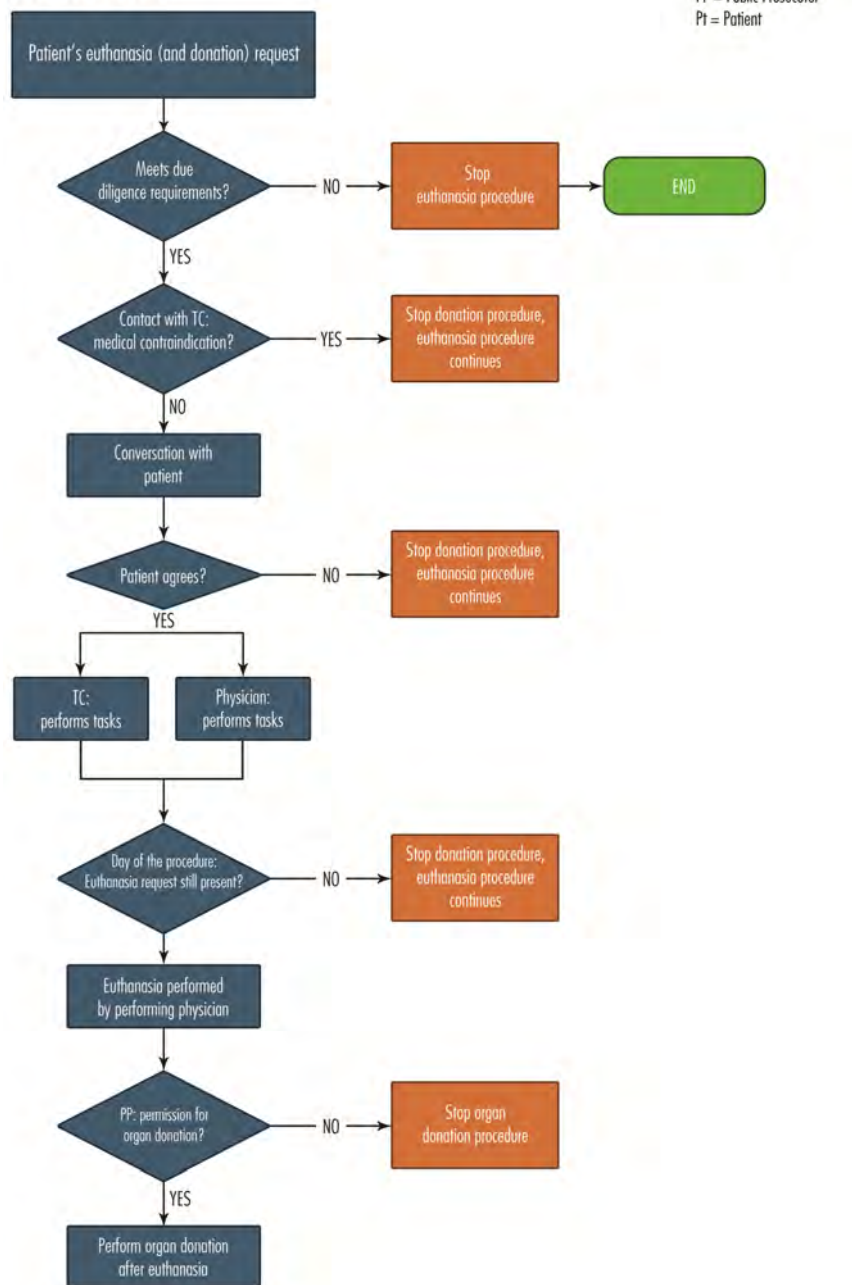 Pt = Patient
Patient's euthanasia (and donation) request
Meets due
diligence requirements?
NO
Stop
euthanasia procedure
END
YES
Contact with TC:
medical contraindication?
YES
Stop donation procedure,
euthanasia procedure
continues
NO
Conversation with
patient
Patient agrees?
NO
Stop donation procedure,
euthanasia procedure
continues
YES
TC:
performs tasks
Physician:
performs tasks
Day of the procedure:
Euthanasia request still present?
NO
Stop donation procedure,
euthanasia procedure
continues
Euthanasia performed
by performing physician
PP: permission for
organ donation?
NO
Stop organ
donation procedure
YES
Perform organ donation
after euthanasia